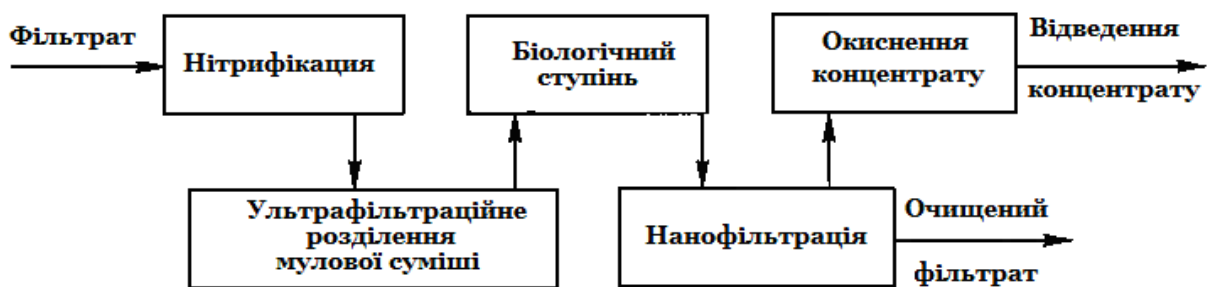 Фільтрат
Нітрифікация
Ультрафільтраційне
розділення
мулової суміші
Біологічний
ступінь
Нанофільтрація
Окиснення
концентрату
Відведення
концентрату
Очищений
фільтрат